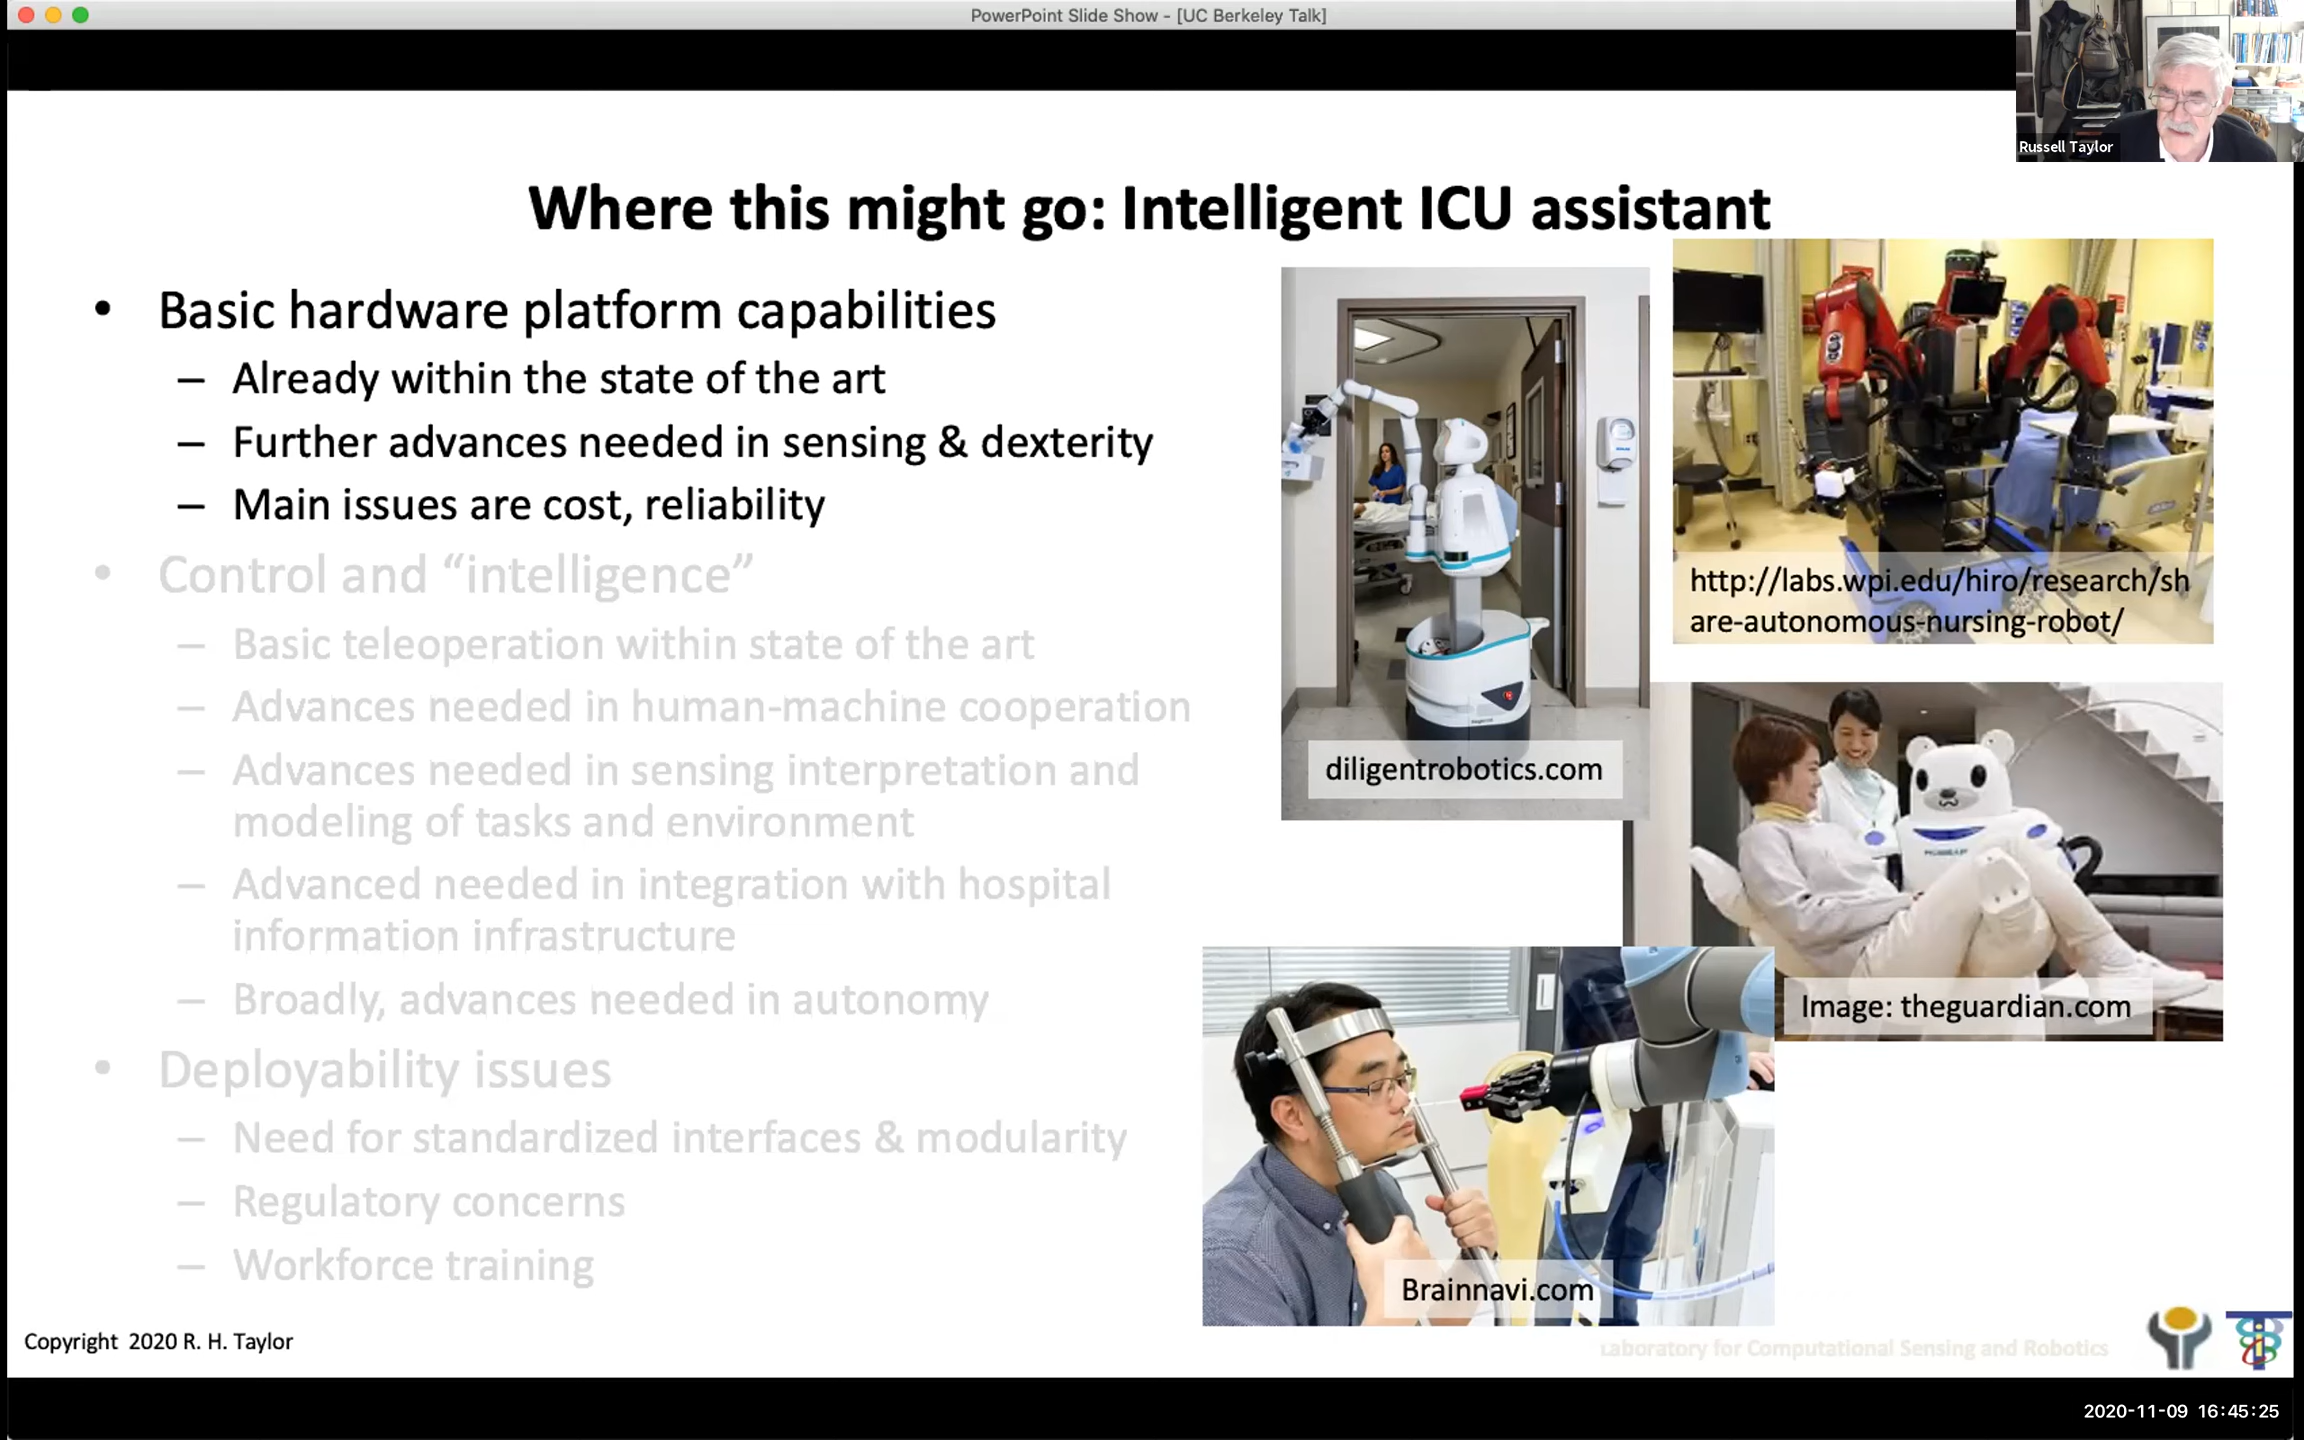 PowerPoint Slide Show - [UC Berkeley Talk]
Russell Taylor
Where this might go: Intelligent ICU assistant
• Basic hardware platform capabilities
– Already within the state of the art
– Further advances needed in sensing & dexterity
– Main issues are cost, reliability
• Control and “intelligence”
– Basic teleoperation within state of the art
– Advances needed in human-machine cooperation
– Advances needed in sensing interpretation and
modeling of tasks and environment
– Advanced needed in integration with hospital
information infrastructure
– Broadly, advances needed in autonomy
• Deployability issues
– Need for standardized interfaces & modularity
– Regulatory concerns
– Workforce training
diligentrobotics.com
http://labs.wpi.edu/hiro/research/sh
are-autonomous-nursing-robot/
Image: theguardian.com
Brainnavi.com
Copyright 2020 R. H. Taylor
Laboratory for Computational Sensing and Robotics
2020-11-09 16:45:25